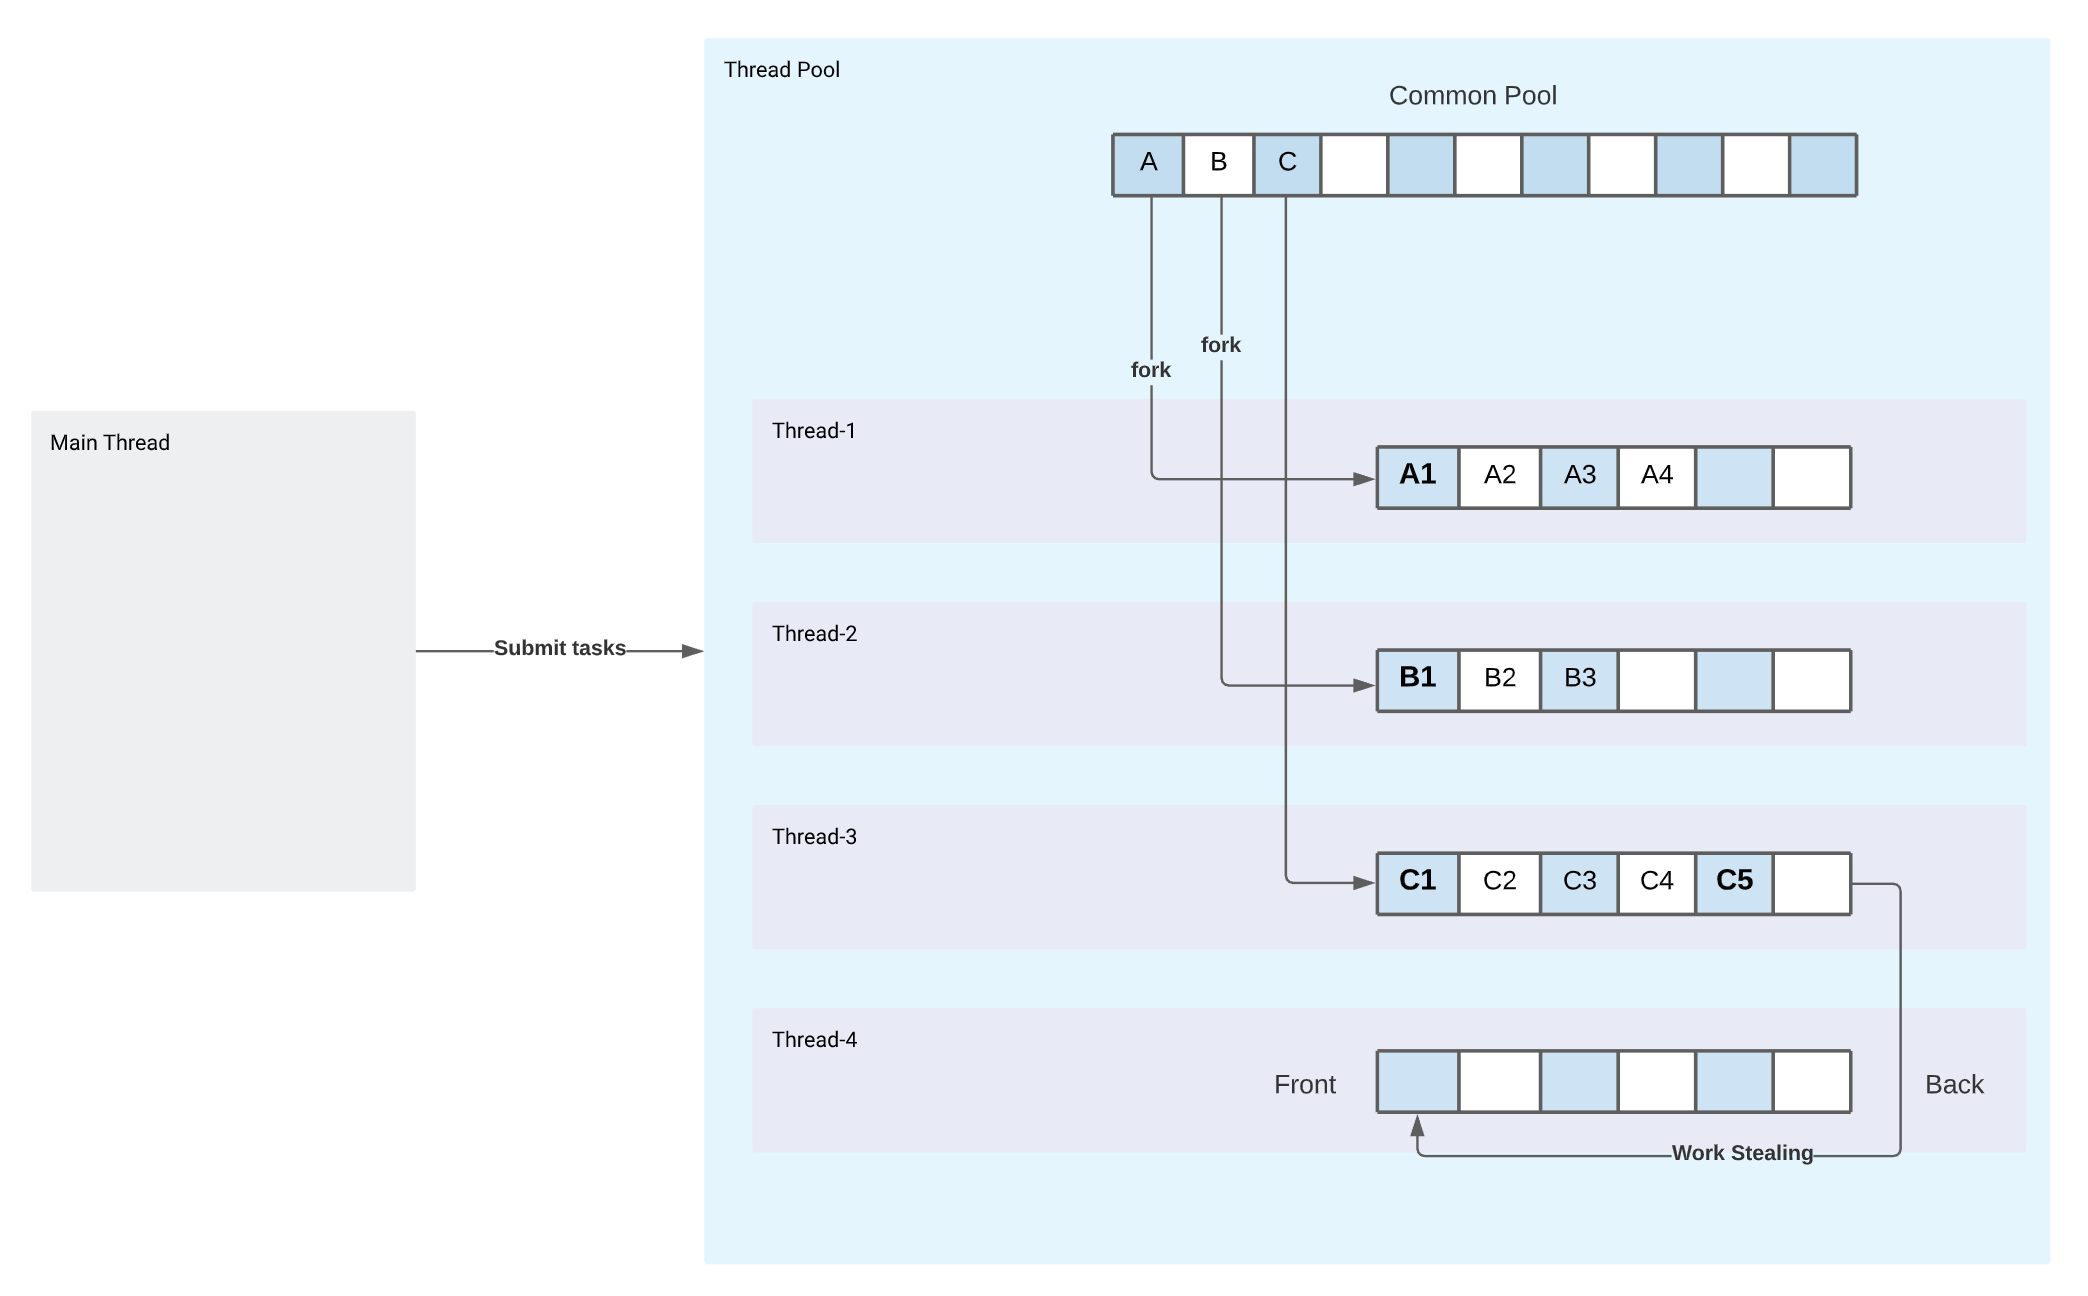 Thread Pool
Common Pool
A B C
fork
fork
Main Thread
Thread-1
A1 A2 A3 A4
Submit tasks
Thread-2
B1 B2 B3
Thread-3
C1 C2 C3 C4 C5
Thread-4
Front
Back
Work Stealing